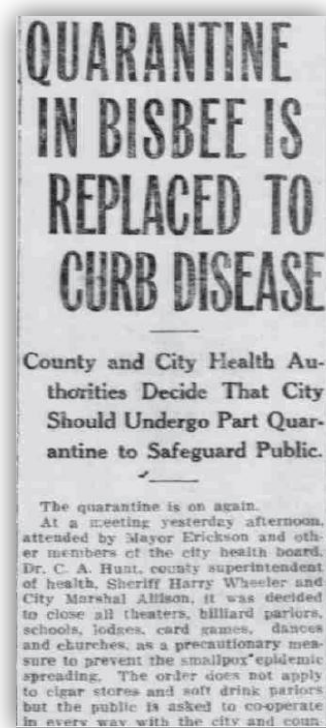 QUARANTINE
IN BISBEE IS
REPLACED TO
CURB DISEASE
County and City Health Au-
thorities Decide That City
Should Undergo Part Quar-
antine to Safeguard Public.
The quarantine is on again.
At a meeting yesterday afternoon,
attended by Mayor Erickson and oth-
er members of the city health board,
Dr. C. A. Hunt, county superintendent
of health, Sheriff Harry Wheeler and
City Marshal Allison, it was decided
to close all theaters, billiard parlors,
schools, lodges, card games, dances
and churches, as a precautionary mea-
sure to prevent the smallpox epidemic
spreading. The order does not apply
to cigar stores and soft drink parlors
but the public is asked to co-operate
in every way with the city and coun-